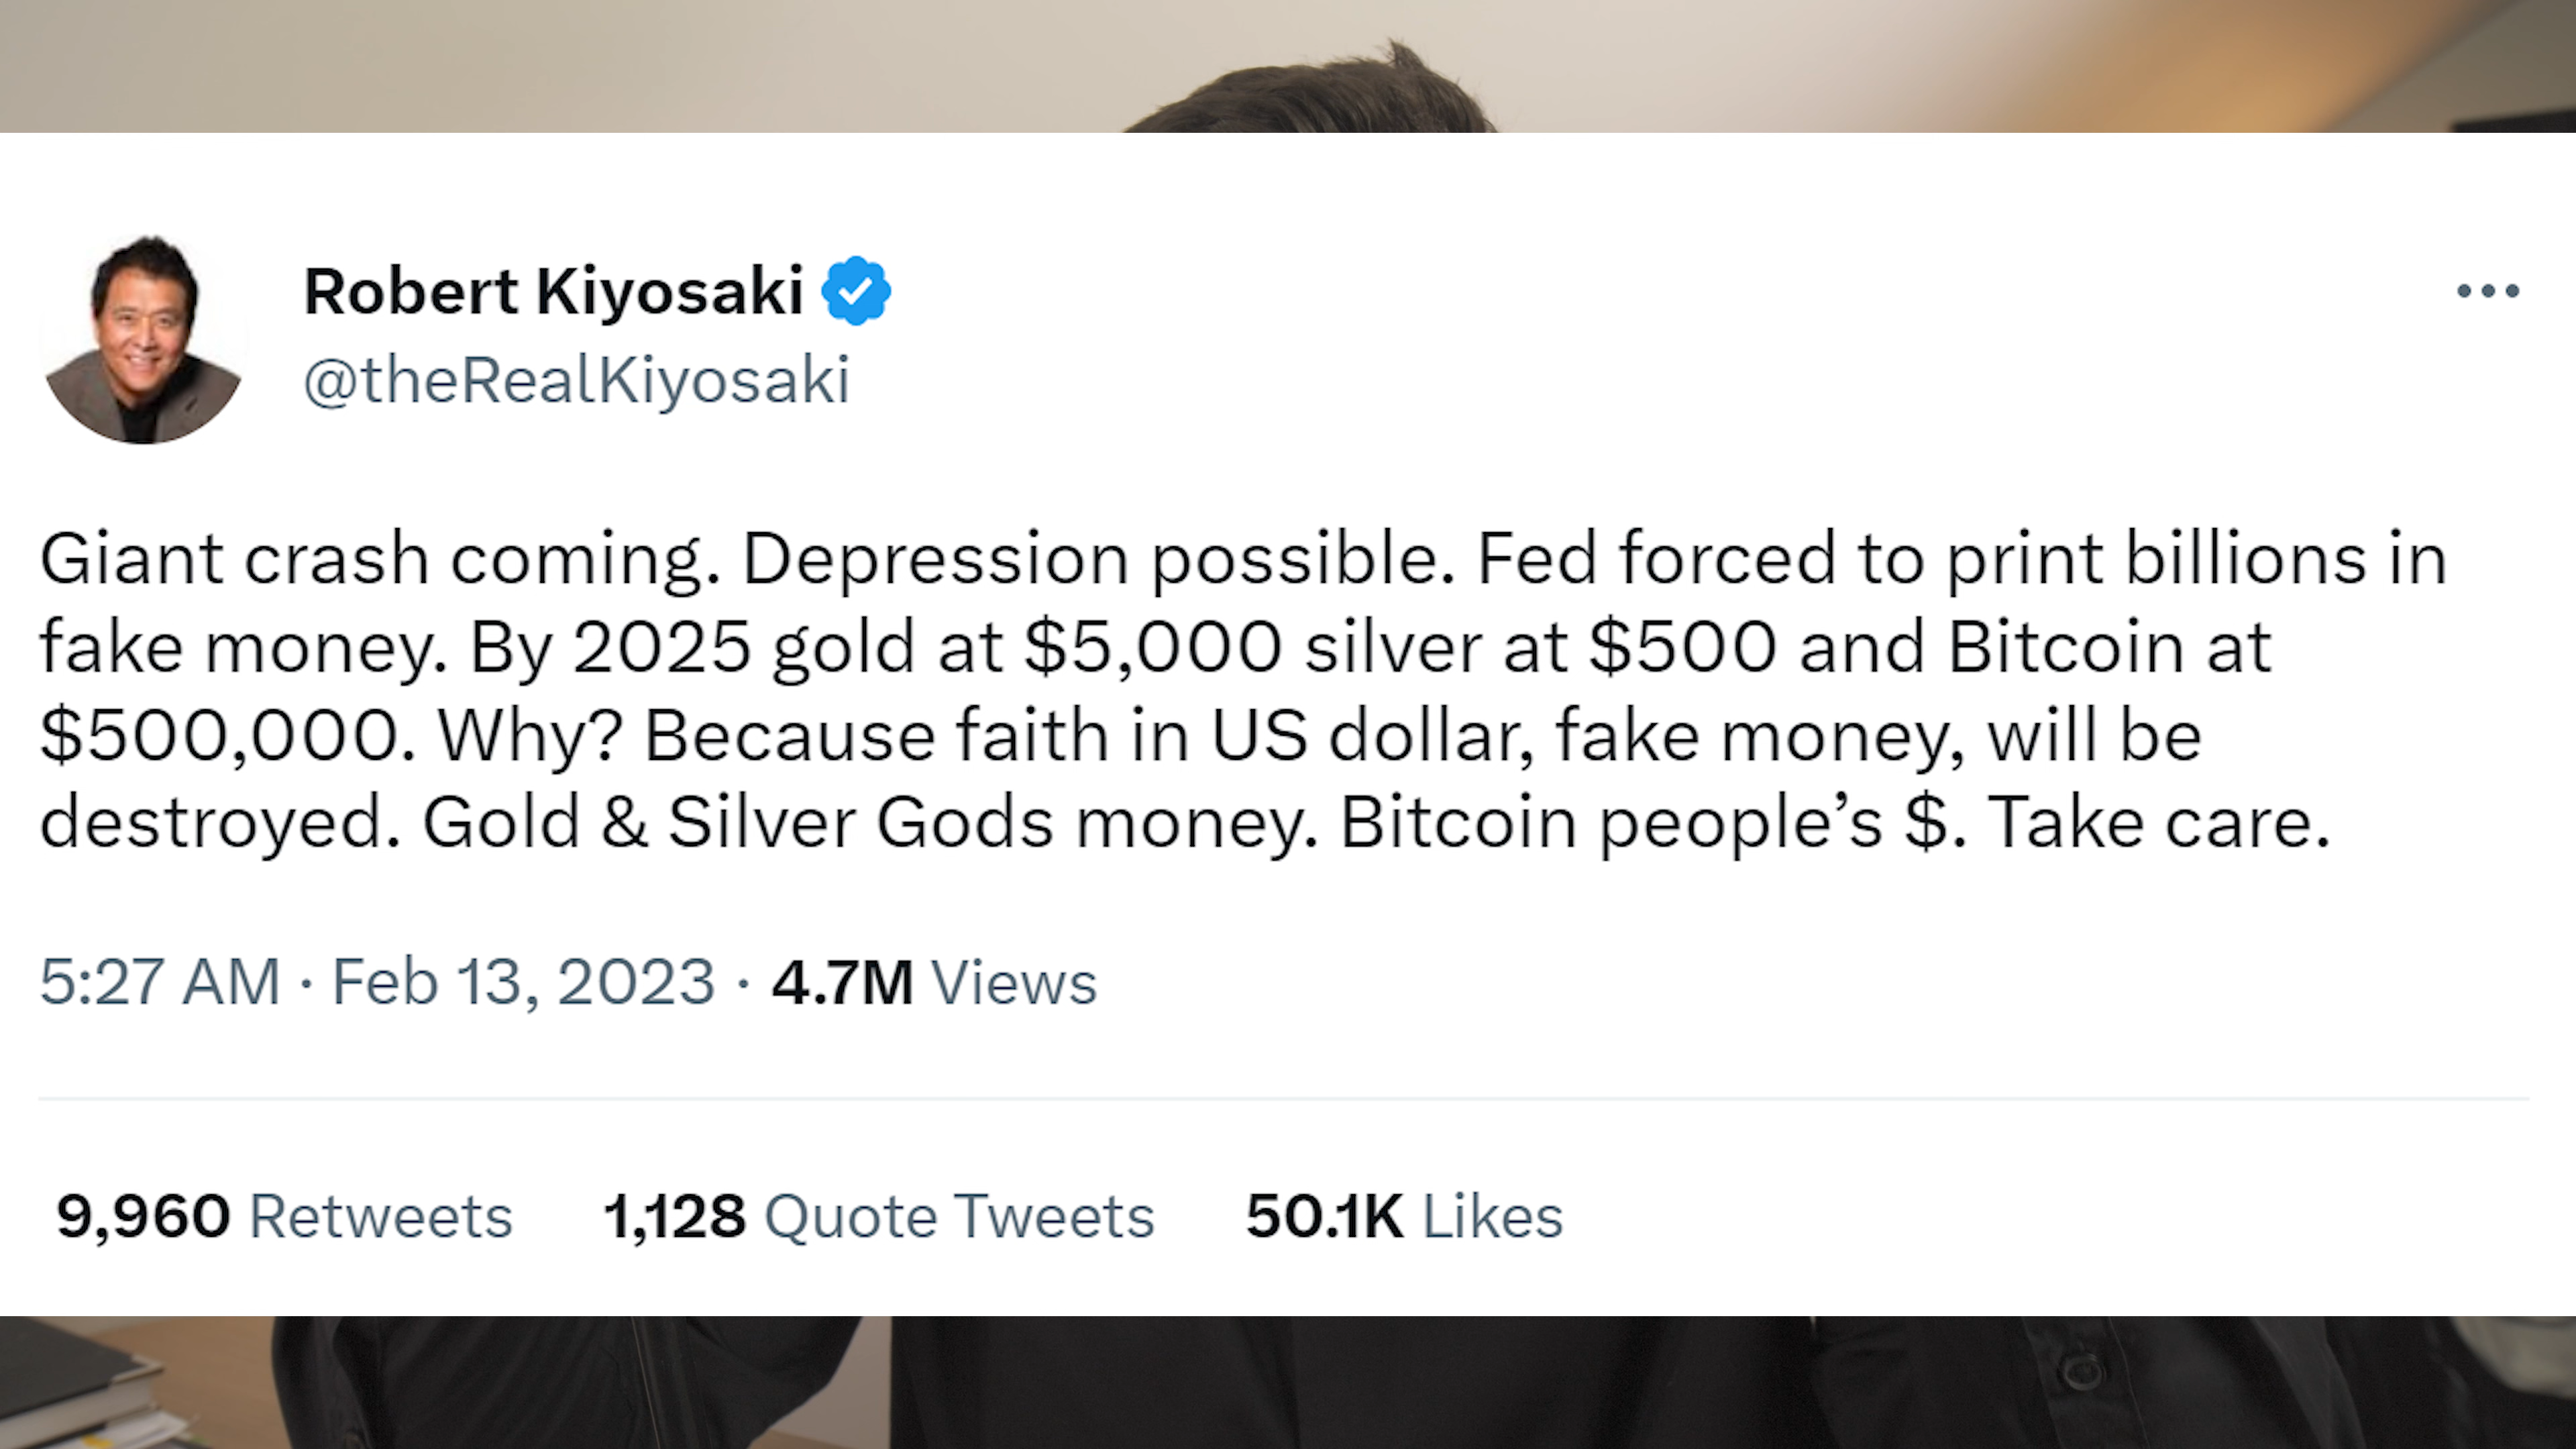 Robert Kiyosaki
@theRealKiyosaki
Giant crash coming. Depression possible. Fed forced to print billions in
fake money. By 2025 gold at $5,000 silver at $500 and Bitcoin at
$500,000. Why? Because faith in US dollar, fake money, will be
destroyed. Gold & Silver Gods money. Bitcoin people’s $. Take care.
5:27 AM · Feb 13, 2023 · 4.7M Views
9,960 Retweets 1,128 Quote Tweets 50.1K Likes